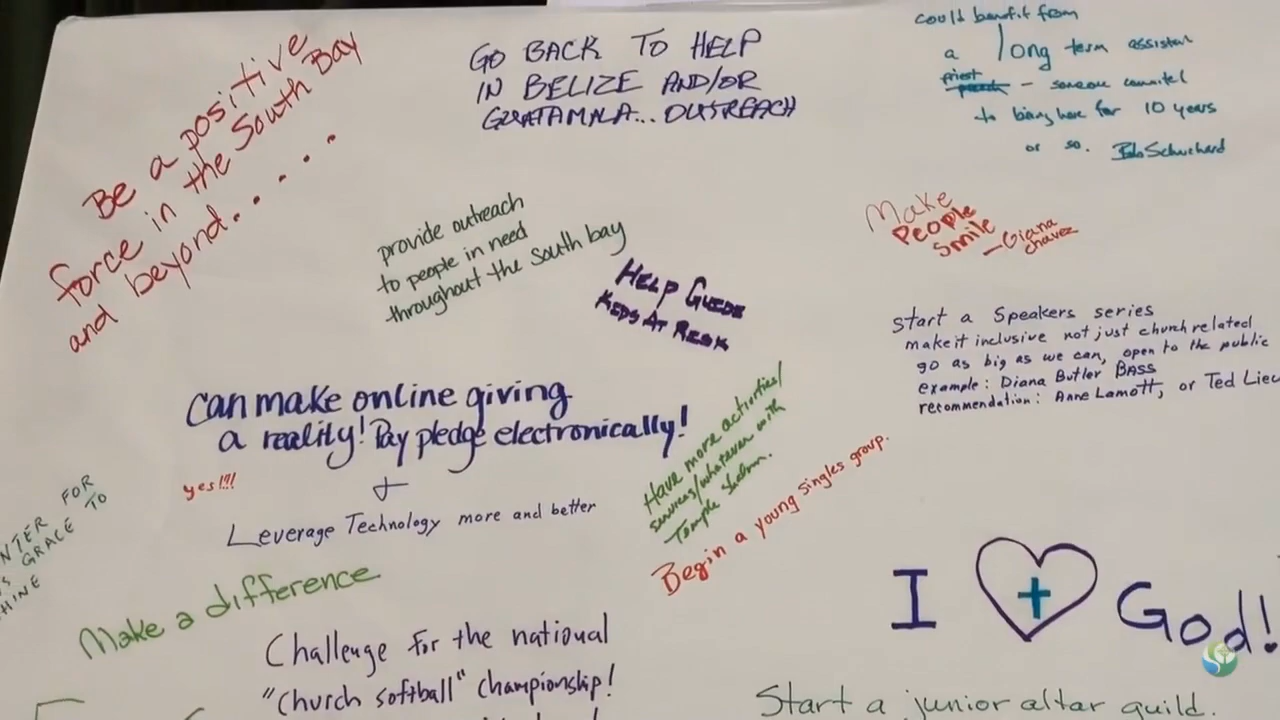 Be a positive
force in the South Bay
and beyond......
GO BACK TO HELP
IN BELIZE AND/OR
GUATAMALA... OUTREACH
could benefit from
a long term assistant
priest - someone
to being here for 10 years
or so.
provide outreach
to people in need
throughout the South bay
HELP GUIDE
KIDS AT RISK
Make
People
Smile
-Giana
Chavez
Start a Speakers series
make it inclusive not just church related
go as big as we can, open to the public
example: Diana Butler BASS
recommendation: Anne Lamott, or Ted Lieu
can make online giving
a reality! Pay pledge electronically!
yes!!!
+
Leverage Technology more and better
Have more activities/
services/whatever with
Temple
Begin a young singles group.
FOR
GRACE TO
Make a difference
Challenge for the national
"Church softball" championship!
I + God!
Start a junior altar guild.